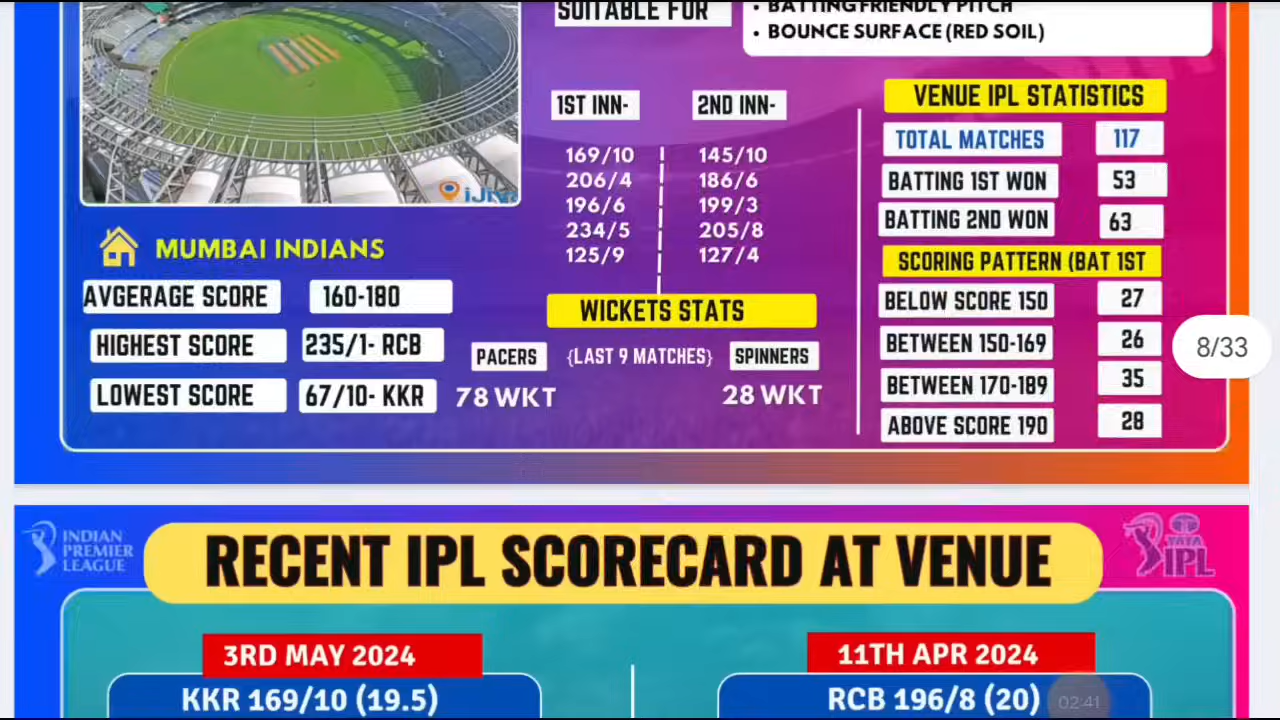 SUITABLE FOR
• BATTING FRIENDLY PITCH
• BOUNCE SURFACE (RED SOIL)
1ST INN-
2ND INN-
169/10
145/10
206/4
186/6
196/6
199/3
234/5
205/8
125/9
127/4
VENUE IPL STATISTICS
TOTAL MATCHES 117
BATTING 1ST WON 53
BATTING 2ND WON 63
SCORING PATTERN (BAT 1ST
BELOW SCORE 150 27
BETWEEN 150-169 26
BETWEEN 170-189 35
ABOVE SCORE 190 28
8/33
MUMBAI INDIANS
AVGERAGE SCORE 160-180
HIGHEST SCORE 235/1- RCB
LOWEST SCORE 67/10- KKR
WICKETS STATS
PACERS {LAST 9 MATCHES} SPINNERS
78 WKT 28 WKT
INDIAN
PREMIER
LEAGUE
RECENT IPL SCORECARD AT VENUE
TATA
IPL
3RD MAY 2024
KKR 169/10 (19.5)
11TH APR 2024
RCB 196/8 (20)
02:41